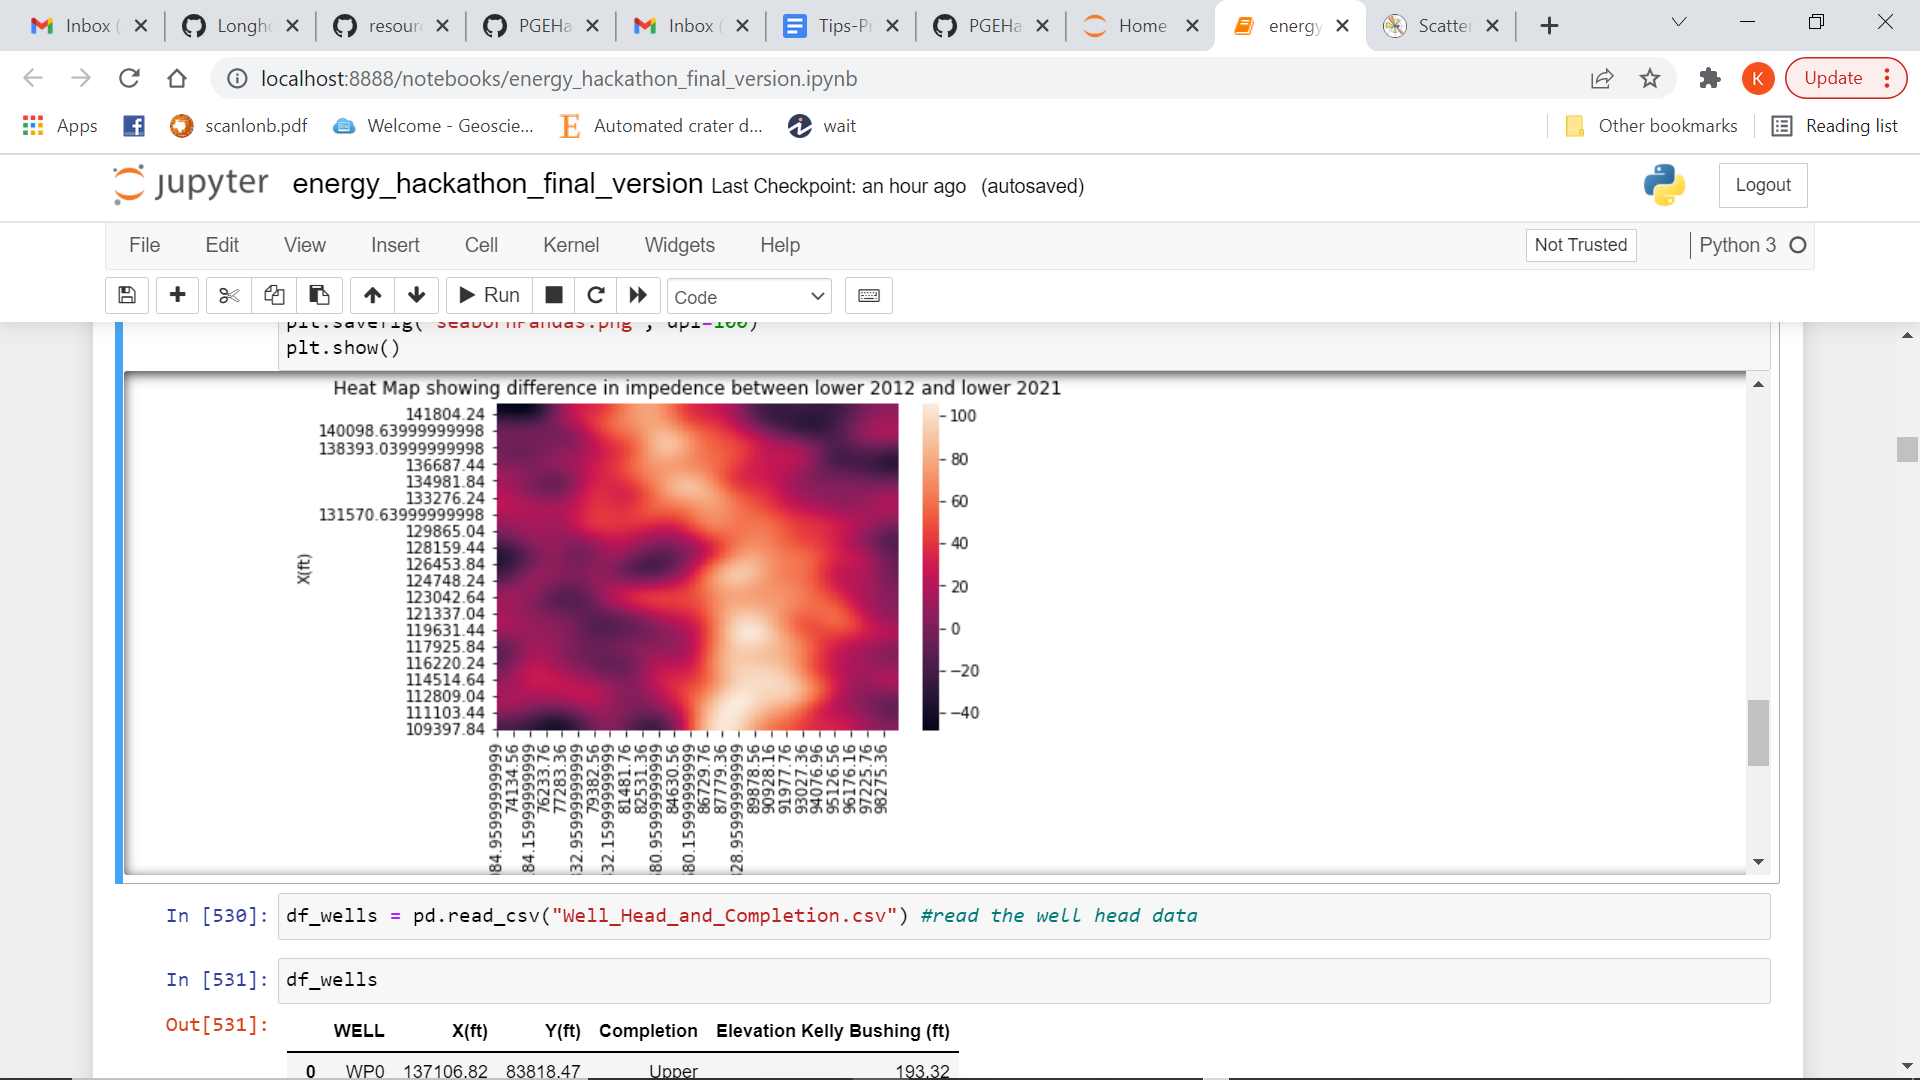 Inbox (
Longho
resour
PGEHa
Inbox (
Tips-Pr
PGEHa
Home
energy
Scatter
localhost:8888/notebooks/energy_hackathon_final_version.ipynb
K
Update
Apps
scanlonb.pdf
Welcome - Geoscie...
Automated crater d...
wait
Other bookmarks
Reading list
jupyter energy_hackathon_final_version Last Checkpoint: an hour ago (autosaved)
Logout
File Edit View Insert Cell Kernel Widgets Help
Not Trusted
Python 3
Run
Code
plt.savefig("seabornPandas.png", dpi=100)
plt.show()
Heat Map showing difference in impedence between lower 2012 and lower 2021
X(ft)
141804.24
140098.63999999998
138393.03999999998
136687.44
134981.84
133276.24
131570.63999999998
129865.04
128159.44
126453.84
124748.24
123042.64
121337.04
119631.44
117925.84
116220.24
114514.64
112809.04
111103.44
109397.84
100
80
60
40
20
0
−20
−40
74134.56
76233.76
77283.36
79382.56
81481.76
82531.36
84630.56
86729.76
87779.36
89878.56
90928.16
91977.76
93027.36
94076.96
95126.56
96176.16
97225.76
98275.36
In [530]: df_wells = pd.read_csv("Well_Head_and_Completion.csv") #read the well head data
In [531]: df_wells
Out[531]:
WELL X(ft) Y(ft) Completion Elevation Kelly Bushing (ft)
0 WP0 137106.82 83818.47 Upper 193.32